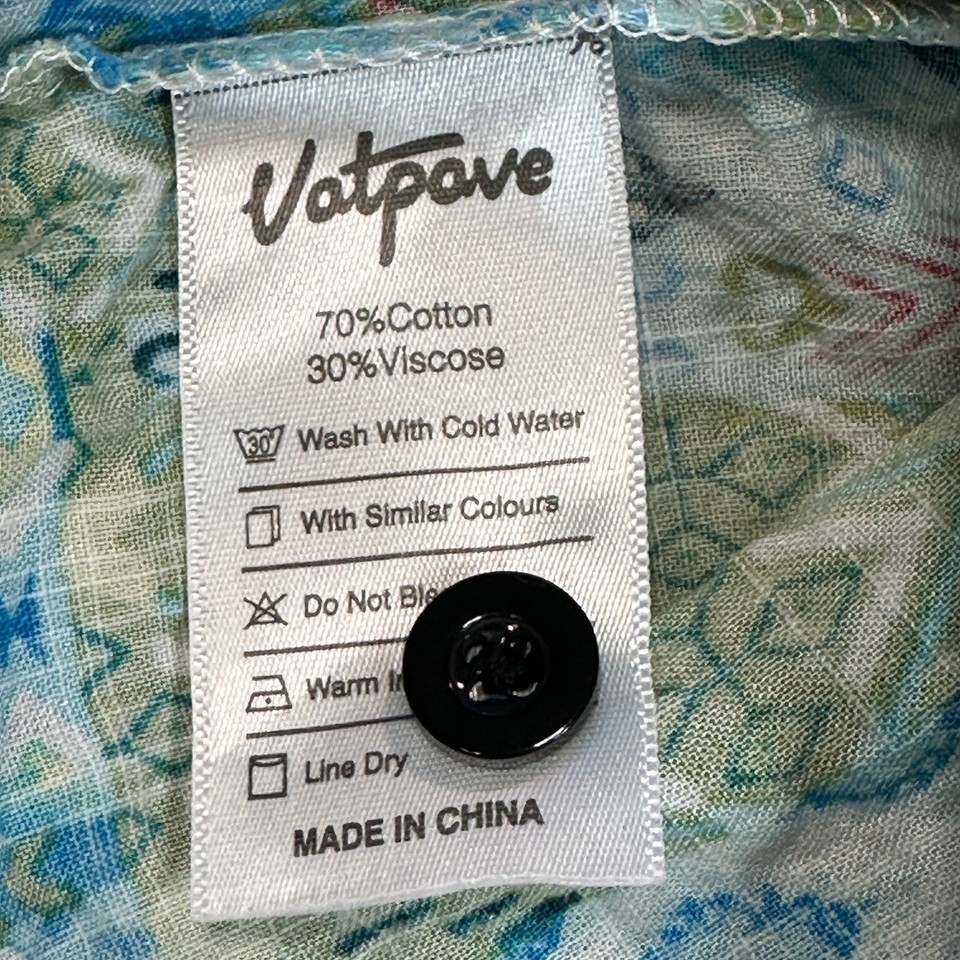 Vatpave
70%Cotton
30%Viscose
30° Wash With Cold Water
With Similar Colours
Do Not
Warm
Line Dry
MADE IN CHINA